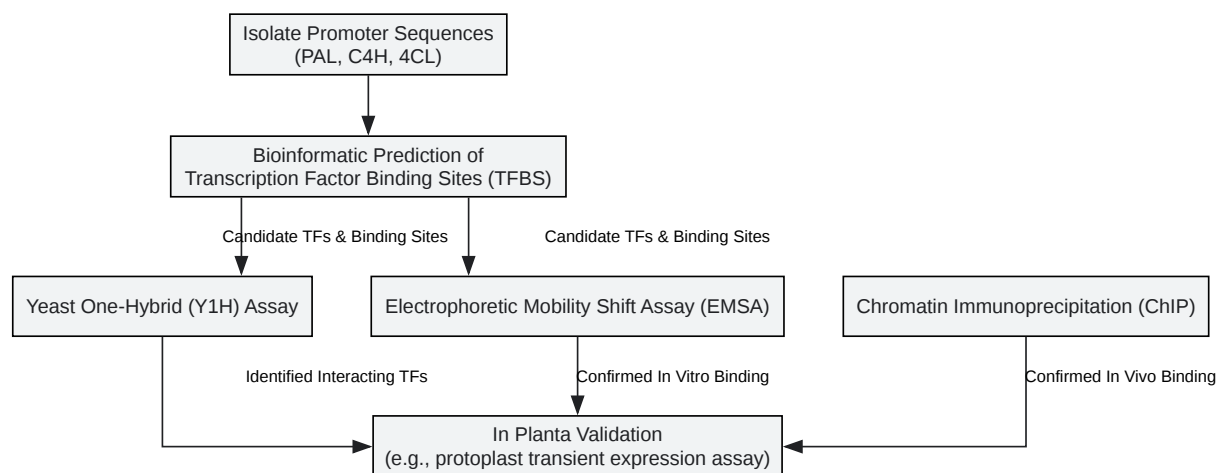 Isolate Promoter Sequences
(PAL, C4H, 4CL)
Bioinformatic Prediction of
Transcription Factor Binding Sites (TFBS)
Candidate TFs & Binding Sites
Candidate TFs & Binding Sites
Yeast One-Hybrid (Y1H) Assay
Electrophoretic Mobility Shift Assay (EMSA)
Chromatin Immunoprecipitation (ChIP)
Identified Interacting TFs
Confirmed In Vitro Binding
Confirmed In Vivo Binding
In Planta Validation
(e.g., protoplast transient expression assay)